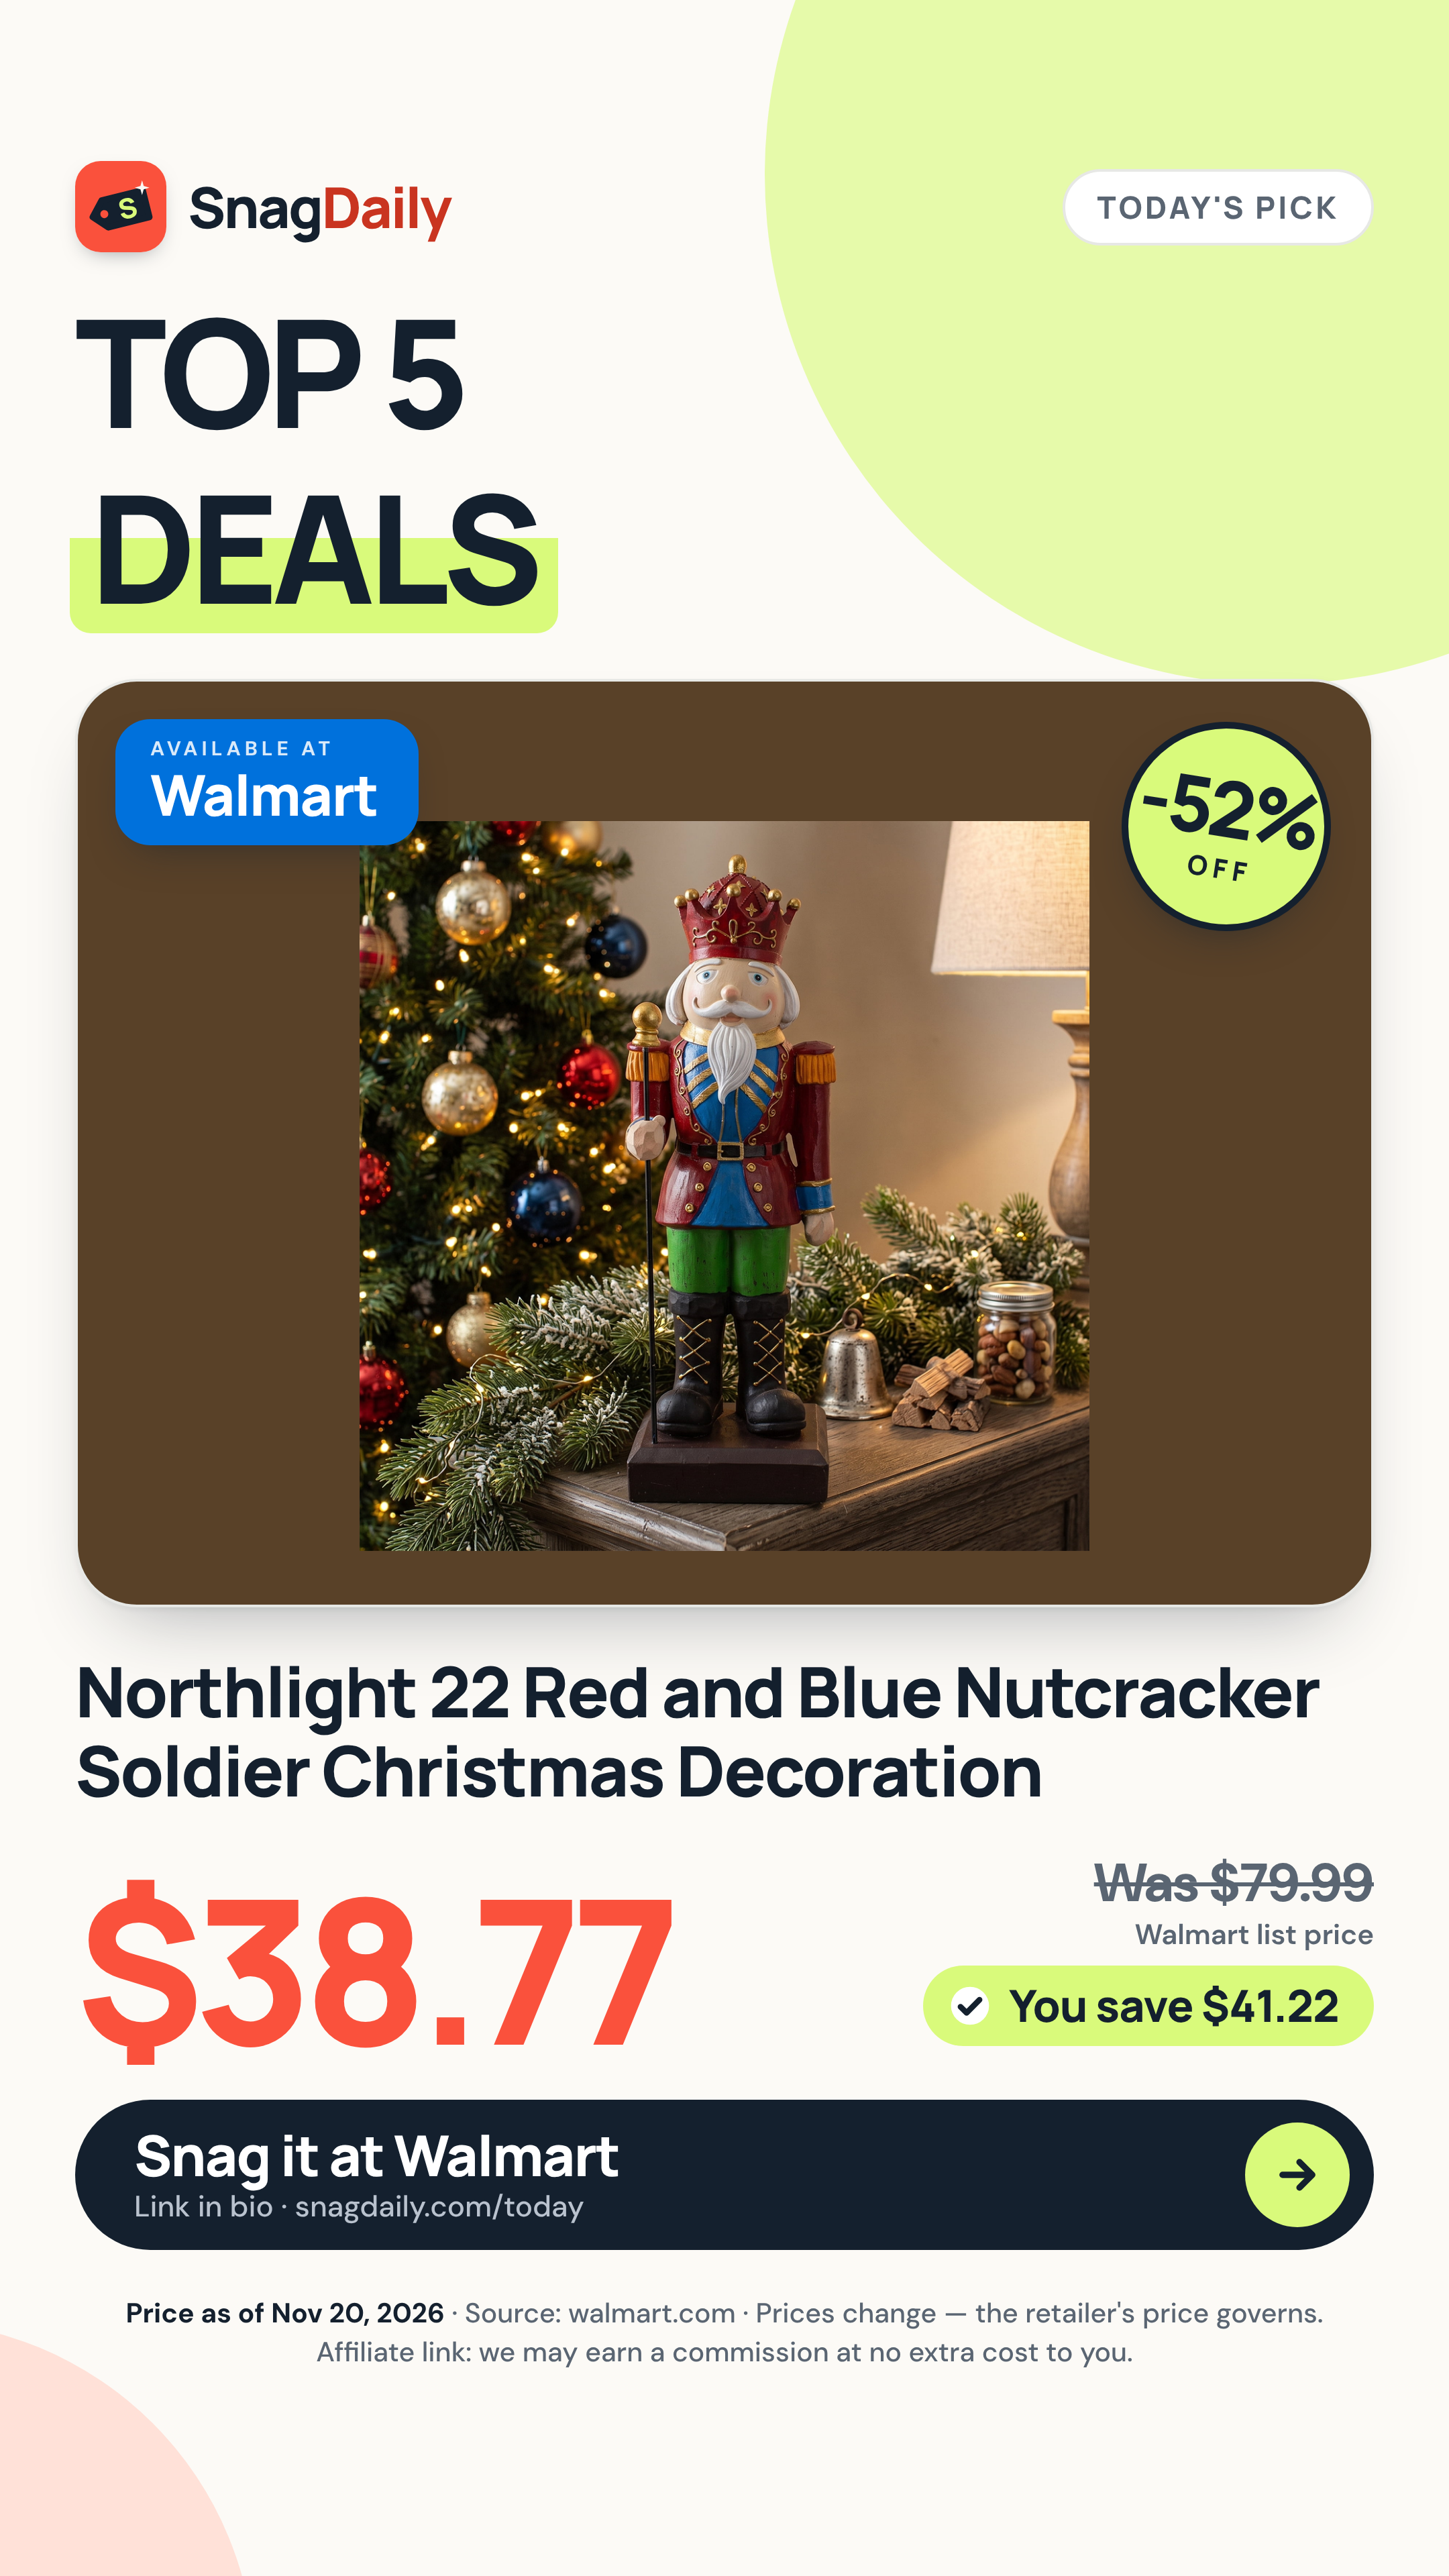 S
SnagDaily
TODAY'S PICK
TOP 5
DEALS
AVAILABLE AT
Walmart
-52%
OFF
Northlight 22 Red and Blue Nutcracker
Soldier Christmas Decoration
$38.77
Was $79.99
Walmart list price
You save $41.22
Snag it at Walmart
Link in bio · snagdaily.com/today
Price as of Nov 20, 2026 · Source: walmart.com · Prices change — the retailer's price governs.
Affiliate link: we may earn a commission at no extra cost to you.